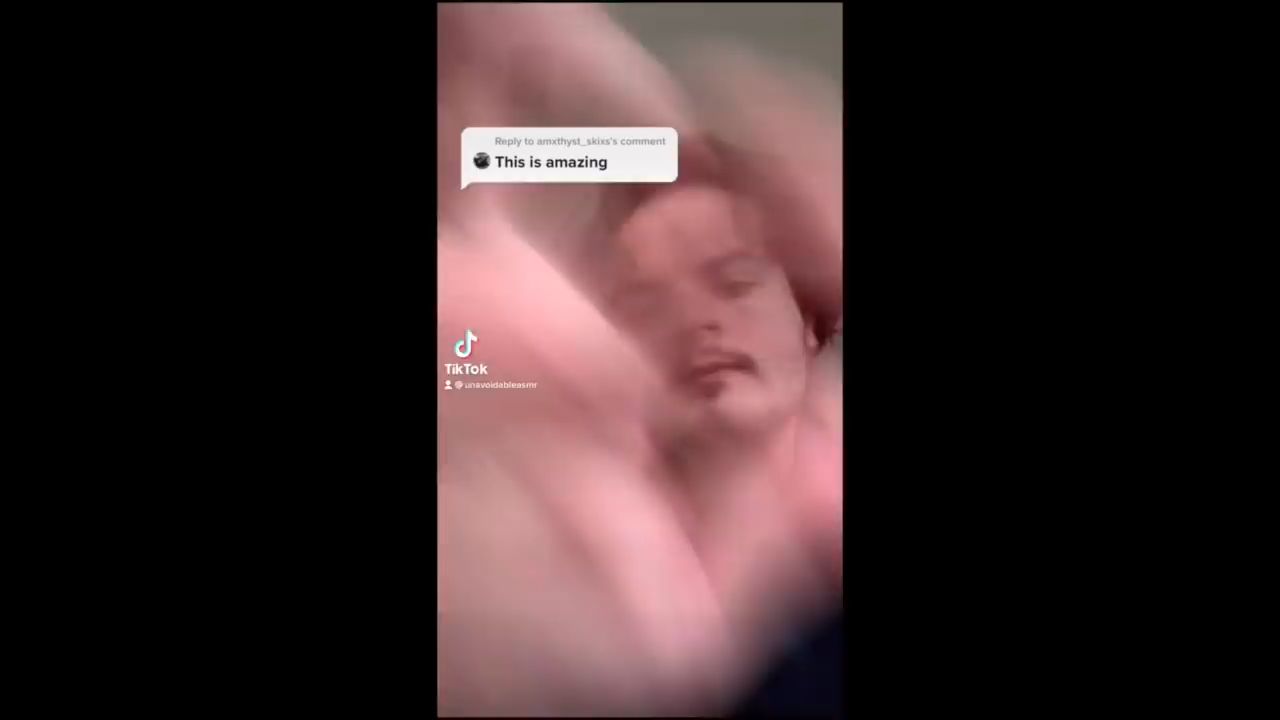 Reply to amxthyst_skixs's comment
This is amazing
TikTok
@unavoidableasmr